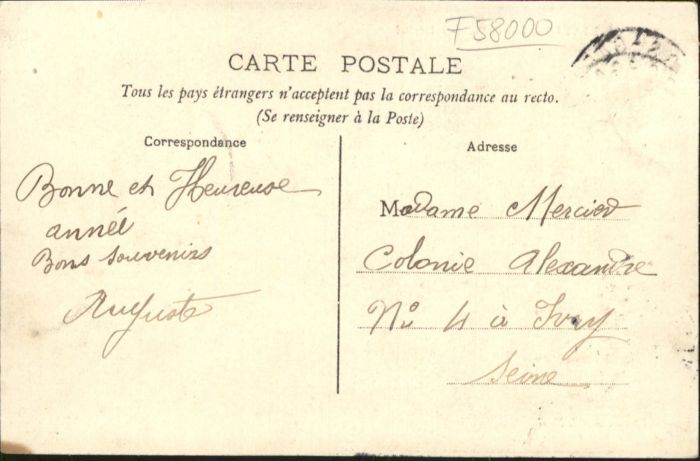 F58000
CARTE POSTALE
Tous les pays étrangers n'acceptent pas la correspondance au recto.
(Se renseigner à la Poste)
Correspondance
Bonne et Heureuse
année
Bons souvenirs
Auguste
Adresse
Madame Mercier
Colonie Alexandre
No 4 à Ivry
Seine